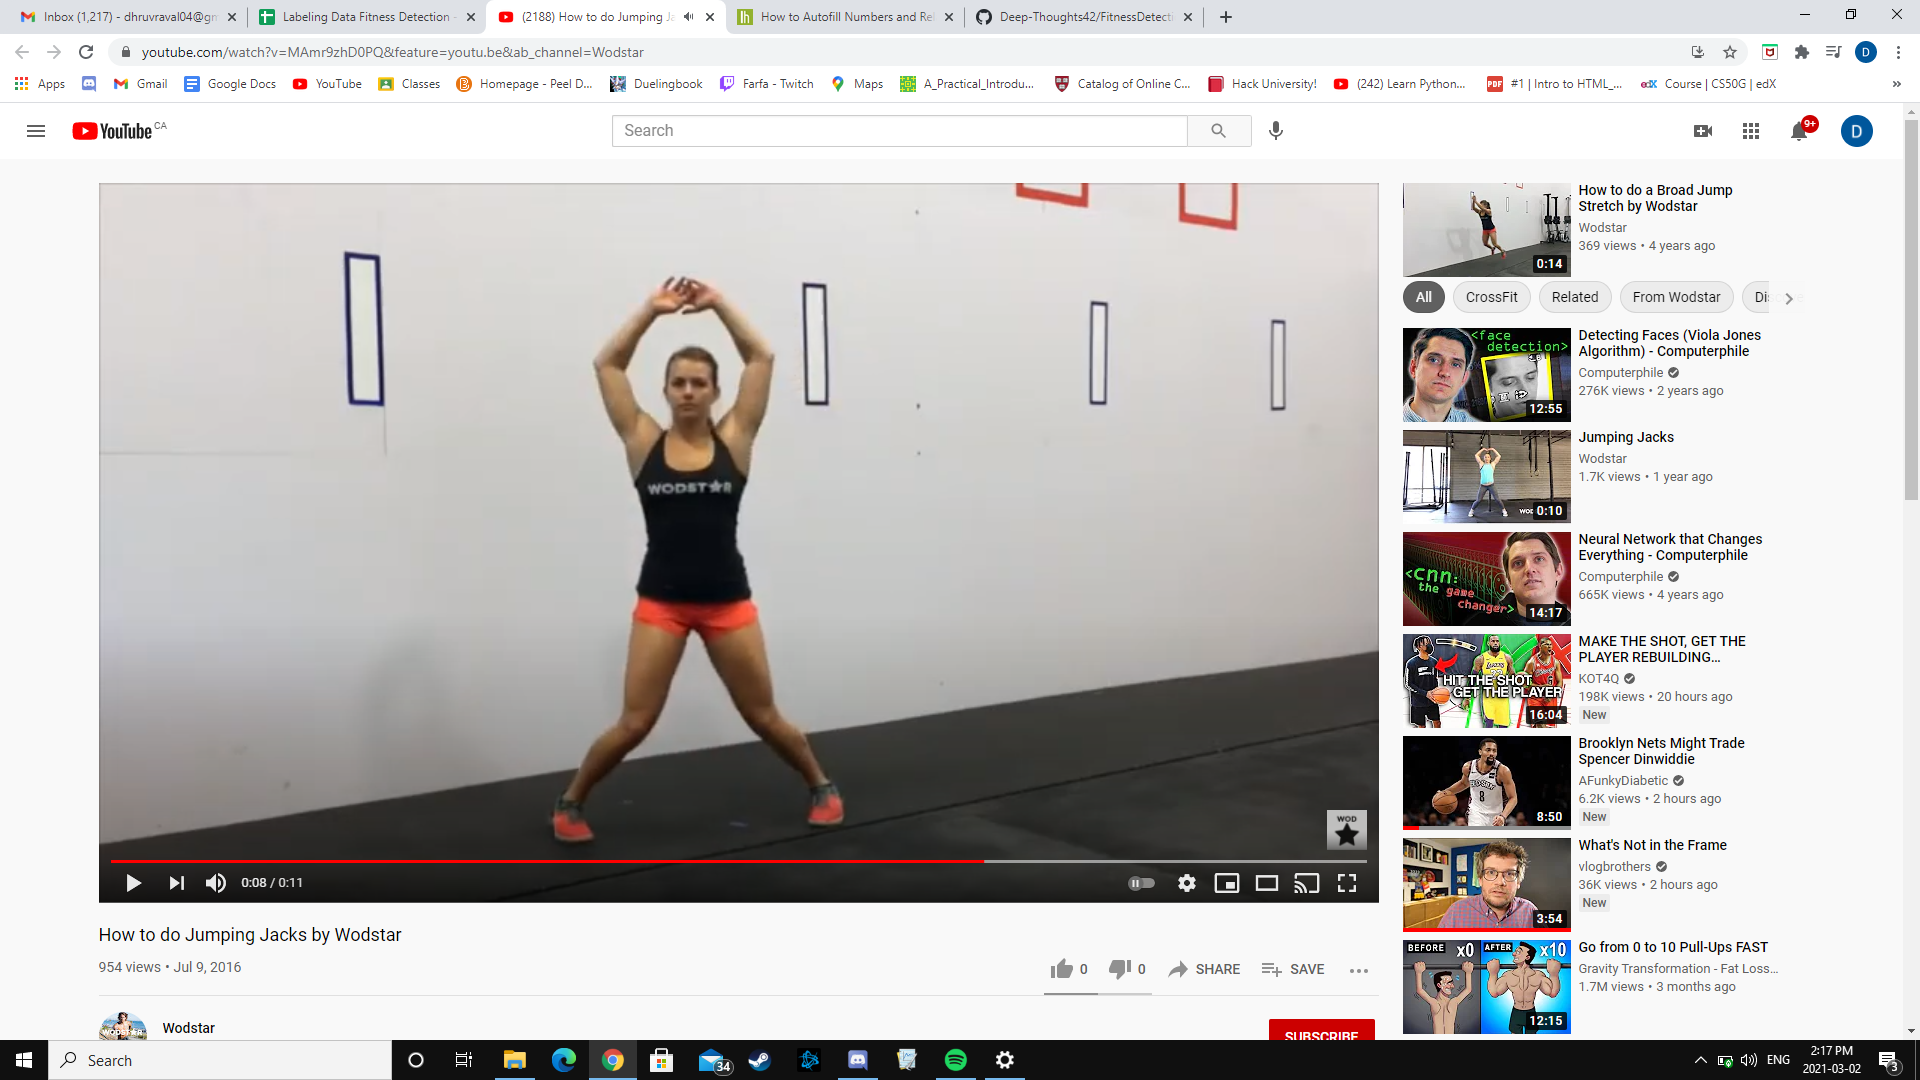 Inbox (1,217) - dhruvraval04@gm
Labeling Data Fitness Detection -
(2188) How to do Jumping Ja
How to Autofill Numbers and Re
Deep-Thoughts42/FitnessDetecti
youtube.com/watch?v=MAmr9zhD0PQ&feature=youtu.be&ab_channel=Wodstar
D
Apps
Gmail
Google Docs
YouTube
Classes
Homepage - Peel D...
Duelingbook
Farfa - Twitch
Maps
A_Practical_Introdu...
Catalog of Online C...
Hack University!
(242) Learn Python...
PDF
#1 | Intro to HTML_...
edX
Course | CS50G | edX
»
YouTube CA
Search
9+
D
WODST★R
WOD
0:08 / 0:11
How to do Jumping Jacks by Wodstar
954 views • Jul 9, 2016
0
0
SHARE
SAVE
Wodstar
SUBSCRIBE
How to do a Broad Jump
Stretch by Wodstar
Wodstar
369 views • 4 years ago
0:14
All
CrossFit
Related
From Wodstar
<face
detection>
12:55
Detecting Faces (Viola Jones
Algorithm) - Computerphile
Computerphile
276K views • 2 years ago
WOD
0:10
Jumping Jacks
Wodstar
1.7K views • 1 year ago
<cnn:
the game
changer>
14:17
Neural Network that Changes
Everything - Computerphile
Computerphile
665K views • 4 years ago
HIT THE SHOT
GET THE PLAYER
16:04
MAKE THE SHOT, GET THE
PLAYER REBUILDING...
KOT4Q
198K views • 20 hours ago
New
8
8:50
Brooklyn Nets Might Trade
Spencer Dinwiddie
AFunkyDiabetic
6.2K views • 2 hours ago
New
3:54
What's Not in the Frame
vlogbrothers
36K views • 2 hours ago
New
BEFORE x0
AFTER x10
12:15
Go from 0 to 10 Pull-Ups FAST
Gravity Transformation - Fat Loss...
1.7M views • 3 months ago
Search
34
ENG
2:17 PM
2021-03-02
3